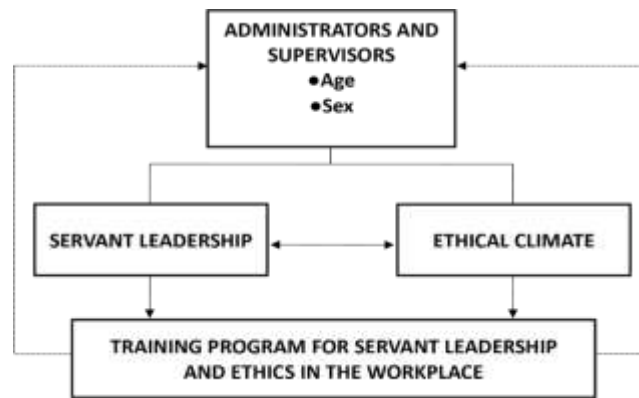 ADMINISTRATORS AND
SUPERVISORS
●Age
●Sex
SERVANT LEADERSHIP
ETHICAL CLIMATE
TRAINING PROGRAM FOR SERVANT LEADERSHIP
AND ETHICS IN THE WORKPLACE